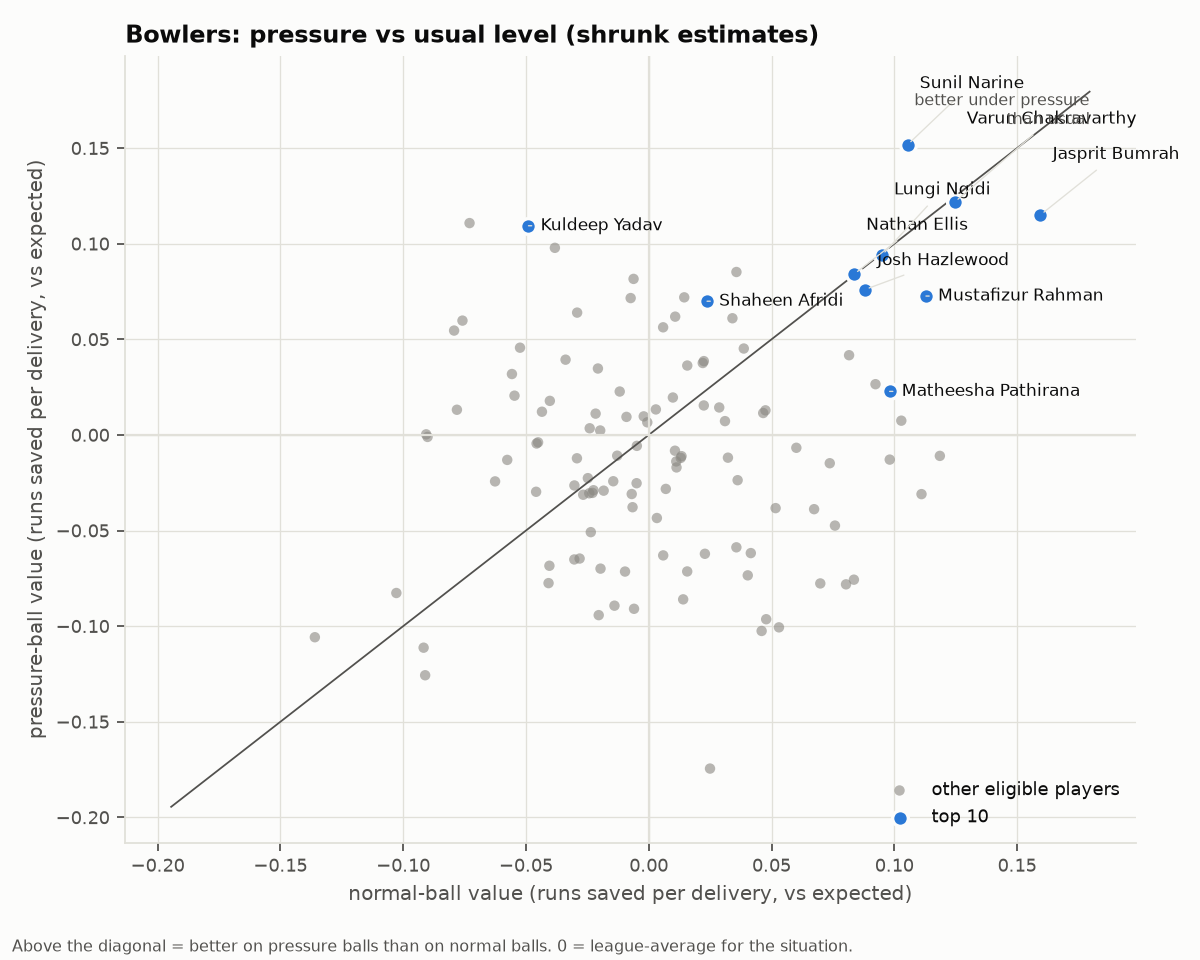 Bowlers: pressure vs usual level (shrunk estimates)
Sunil Narine
better under pressure
than usual
Varun Chakravarthy
Jasprit Bumrah
Lungi Ngidi
Nathan Ellis
Kuldeep Yadav
Josh Hazlewood
Shaheen Afridi
Mustafizur Rahman
Matheesha Pathirana
0.15
0.10
0.05
0.00
−0.05
−0.10
−0.15
−0.20
pressure-ball value (runs saved per delivery, vs expected)
other eligible players
top 10
−0.20
−0.15
−0.10
−0.05
0.00
0.05
0.10
0.15
normal-ball value (runs saved per delivery, vs expected)
Above the diagonal = better on pressure balls than on normal balls. 0 = league-average for the situation.